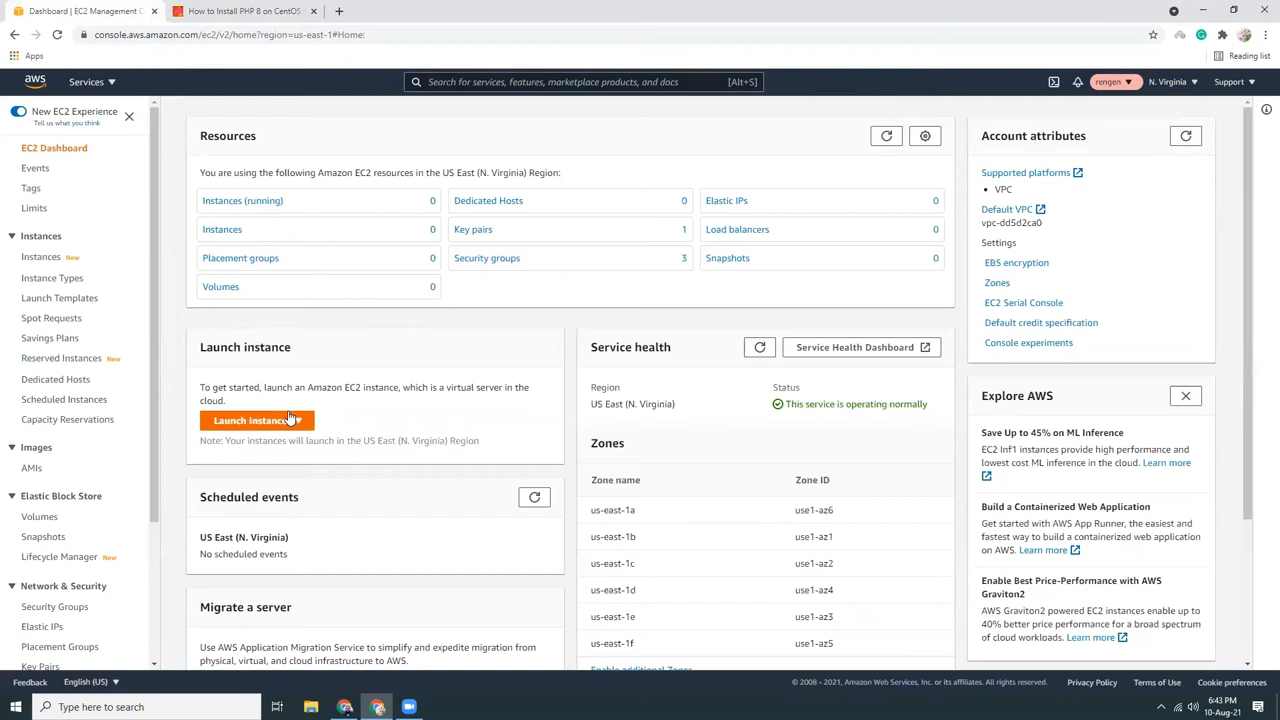 Dashboard | EC2 Management C
How to Install PHP 8 on CentOS
console.aws.amazon.com/ec2/v2/home?region=us-east-1#Home:
Apps
Reading list
aws
Services
Search for services, features, marketplace products, and docs
[Alt+S]
rengen
N. Virginia
Support
New EC2 Experience
Tell us what you think
EC2 Dashboard
Events
Tags
Limits
Instances
Instances New
Instance Types
Launch Templates
Spot Requests
Savings Plans
Reserved Instances New
Dedicated Hosts
Scheduled Instances
Capacity Reservations
Images
AMIs
Elastic Block Store
Volumes
Snapshots
Lifecycle Manager New
Network & Security
Security Groups
Elastic IPs
Placement Groups
Key Pairs
Resources
You are using the following Amazon EC2 resources in the US East (N. Virginia) Region:
Instances (running) 0
Dedicated Hosts 0
Elastic IPs 0
Instances 0
Key pairs 1
Load balancers 0
Placement groups 0
Security groups 3
Snapshots 0
Volumes 0
Launch instance
To get started, launch an Amazon EC2 instance, which is a virtual server in the
cloud.
Launch instance
Note: Your instances will launch in the US East (N. Virginia) Region
Scheduled events
US East (N. Virginia)
No scheduled events
Migrate a server
Use AWS Application Migration Service to simplify and expedite migration from
physical, virtual, and cloud infrastructure to AWS.
Service health
Service Health Dashboard
Region
Status
US East (N. Virginia)
This service is operating normally
Zones
Zone name
Zone ID
us-east-1a
use1-az6
us-east-1b
use1-az1
us-east-1c
use1-az2
us-east-1d
use1-az4
us-east-1e
use1-az3
us-east-1f
use1-az5
Enable additional Zones
Account attributes
Supported platforms
VPC
Default VPC
vpc-dd5d2ca0
Settings
EBS encryption
Zones
EC2 Serial Console
Default credit specification
Console experiments
Explore AWS
Save Up to 45% on ML Inference
EC2 Inf1 instances provide high performance and
lowest cost ML inference in the cloud. Learn more
Build a Containerized Web Application
Get started with AWS App Runner, the easiest and
fastest way to build a containerized web application
on AWS. Learn more
Enable Best Price-Performance with AWS
Graviton2
AWS Graviton2 powered EC2 instances enable up to
40% better price performance for a broad spectrum
of cloud workloads. Learn more
Feedback
English (US)
© 2008 - 2021, Amazon Web Services, Inc. or its affiliates. All rights reserved.
Privacy Policy
Terms of Use
Cookie preferences
Type here to search
6:43 PM
10-Aug-21